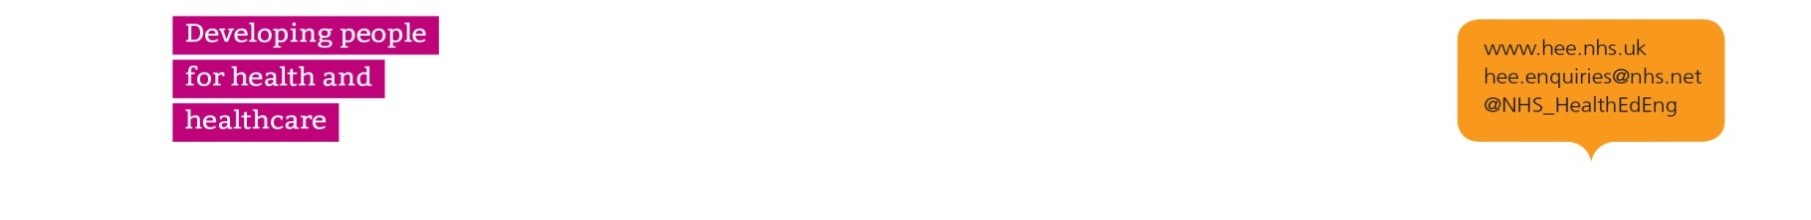 Developing people
for health and
healthcare
www.hee.nhs.uk
hee.enquiries@nhs.net
@NHS_HealthEdEng